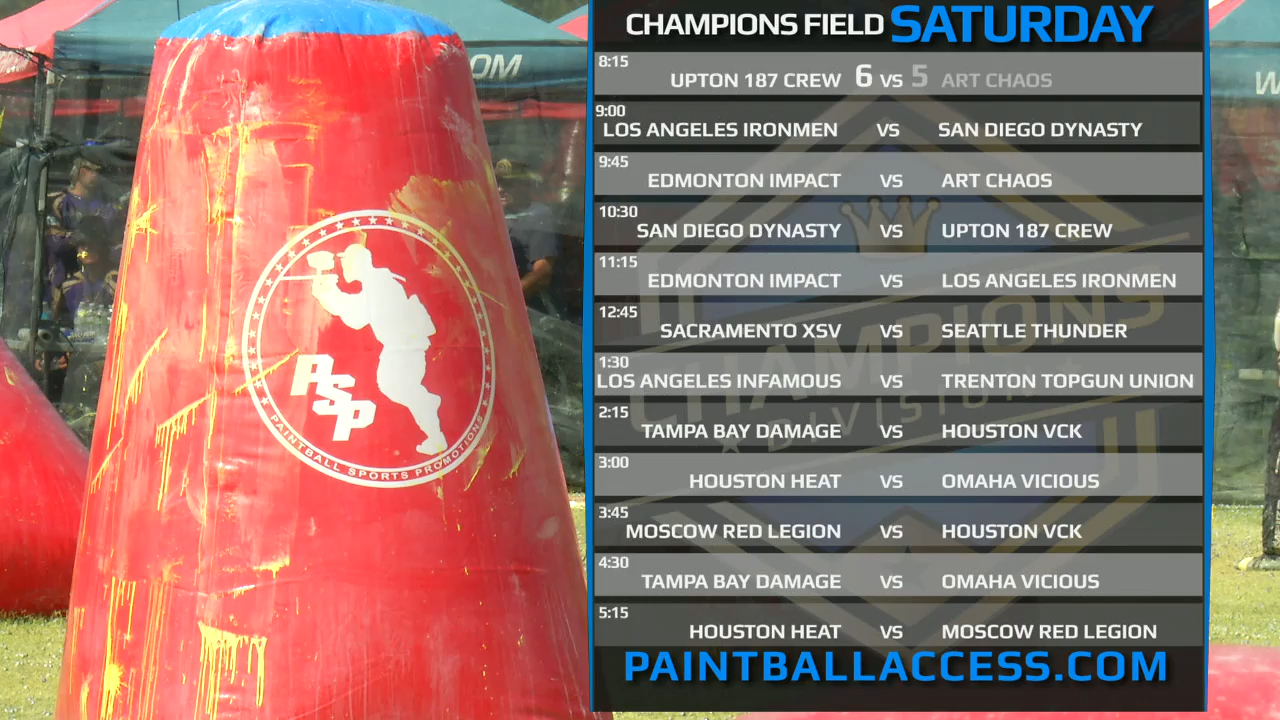 CHAMPIONS FIELD SATURDAY
8:15
UPTON 187 CREW 6 VS 5 ART CHAOS
9:00
LOS ANGELES IRONMEN VS SAN DIEGO DYNASTY
9:45
EDMONTON IMPACT VS ART CHAOS
10:30
SAN DIEGO DYNASTY VS UPTON 187 CREW
11:15
EDMONTON IMPACT VS LOS ANGELES IRONMEN
12:45
SACRAMENTO XSV VS SEATTLE THUNDER
1:30
LOS ANGELES INFAMOUS VS TRENTON TOPGUN UNION
2:15
TAMPA BAY DAMAGE VS HOUSTON VCK
3:00
HOUSTON HEAT VS OMAHA VICIOUS
3:45
MOSCOW RED LEGION VS HOUSTON VCK
4:30
TAMPA BAY DAMAGE VS OMAHA VICIOUS
5:15
HOUSTON HEAT VS MOSCOW RED LEGION
PAINTBALLACCESS.COM
CHAMPIONS
DIVISION
PSP
PAINTBALL SPORTS PROMOTIONS